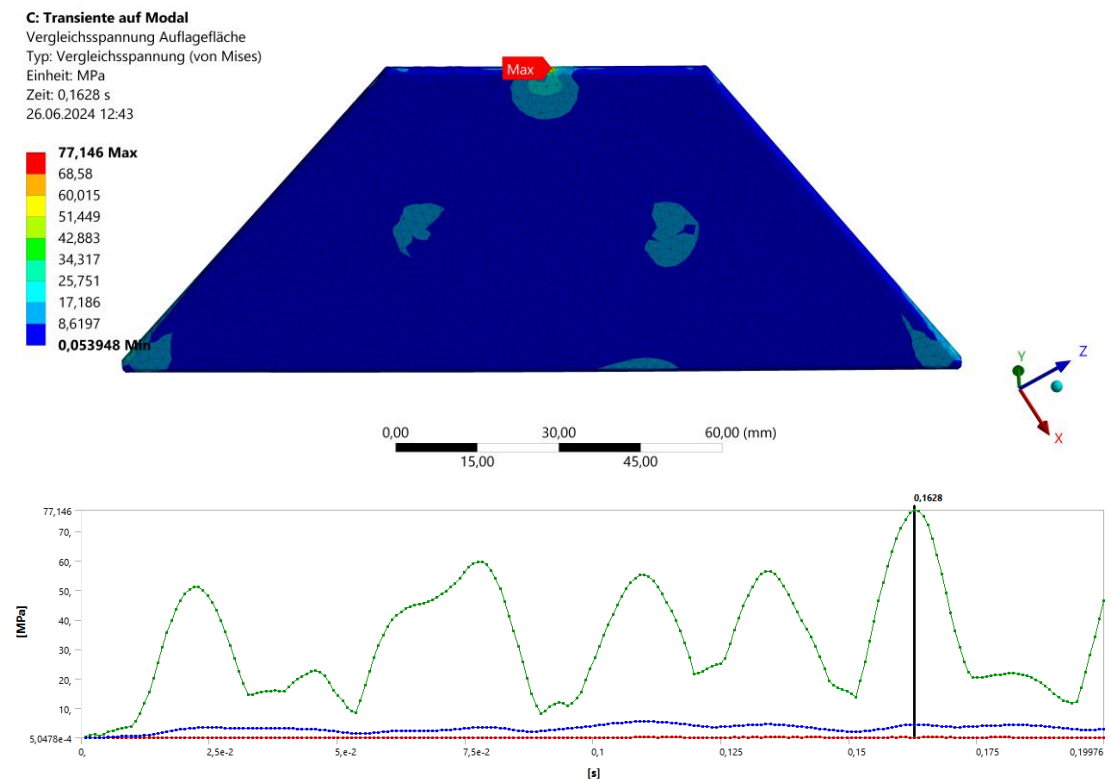 C: Transiente auf Modal
Vergleichsspannung Auflagefläche
Typ: Vergleichsspannung (von Mises)
Einheit: MPa
Zeit: 0,1628 s
26.06.2024 12:43
Max
77,146 Max
68,58
60,015
51,449
42,883
34,317
25,751
17,186
8,6197
0,053948 Min
Y
Z
X
0,00 30,00 60,00 (mm)
15,00 45,00
0,1628
77,146
70,
60,
50,
40,
30,
20,
10,
5,0478e-4
[MPa]
0, 2,5e-2 5,e-2 7,5e-2 0,1 0,125 0,15 0,175 0,19976
[s]